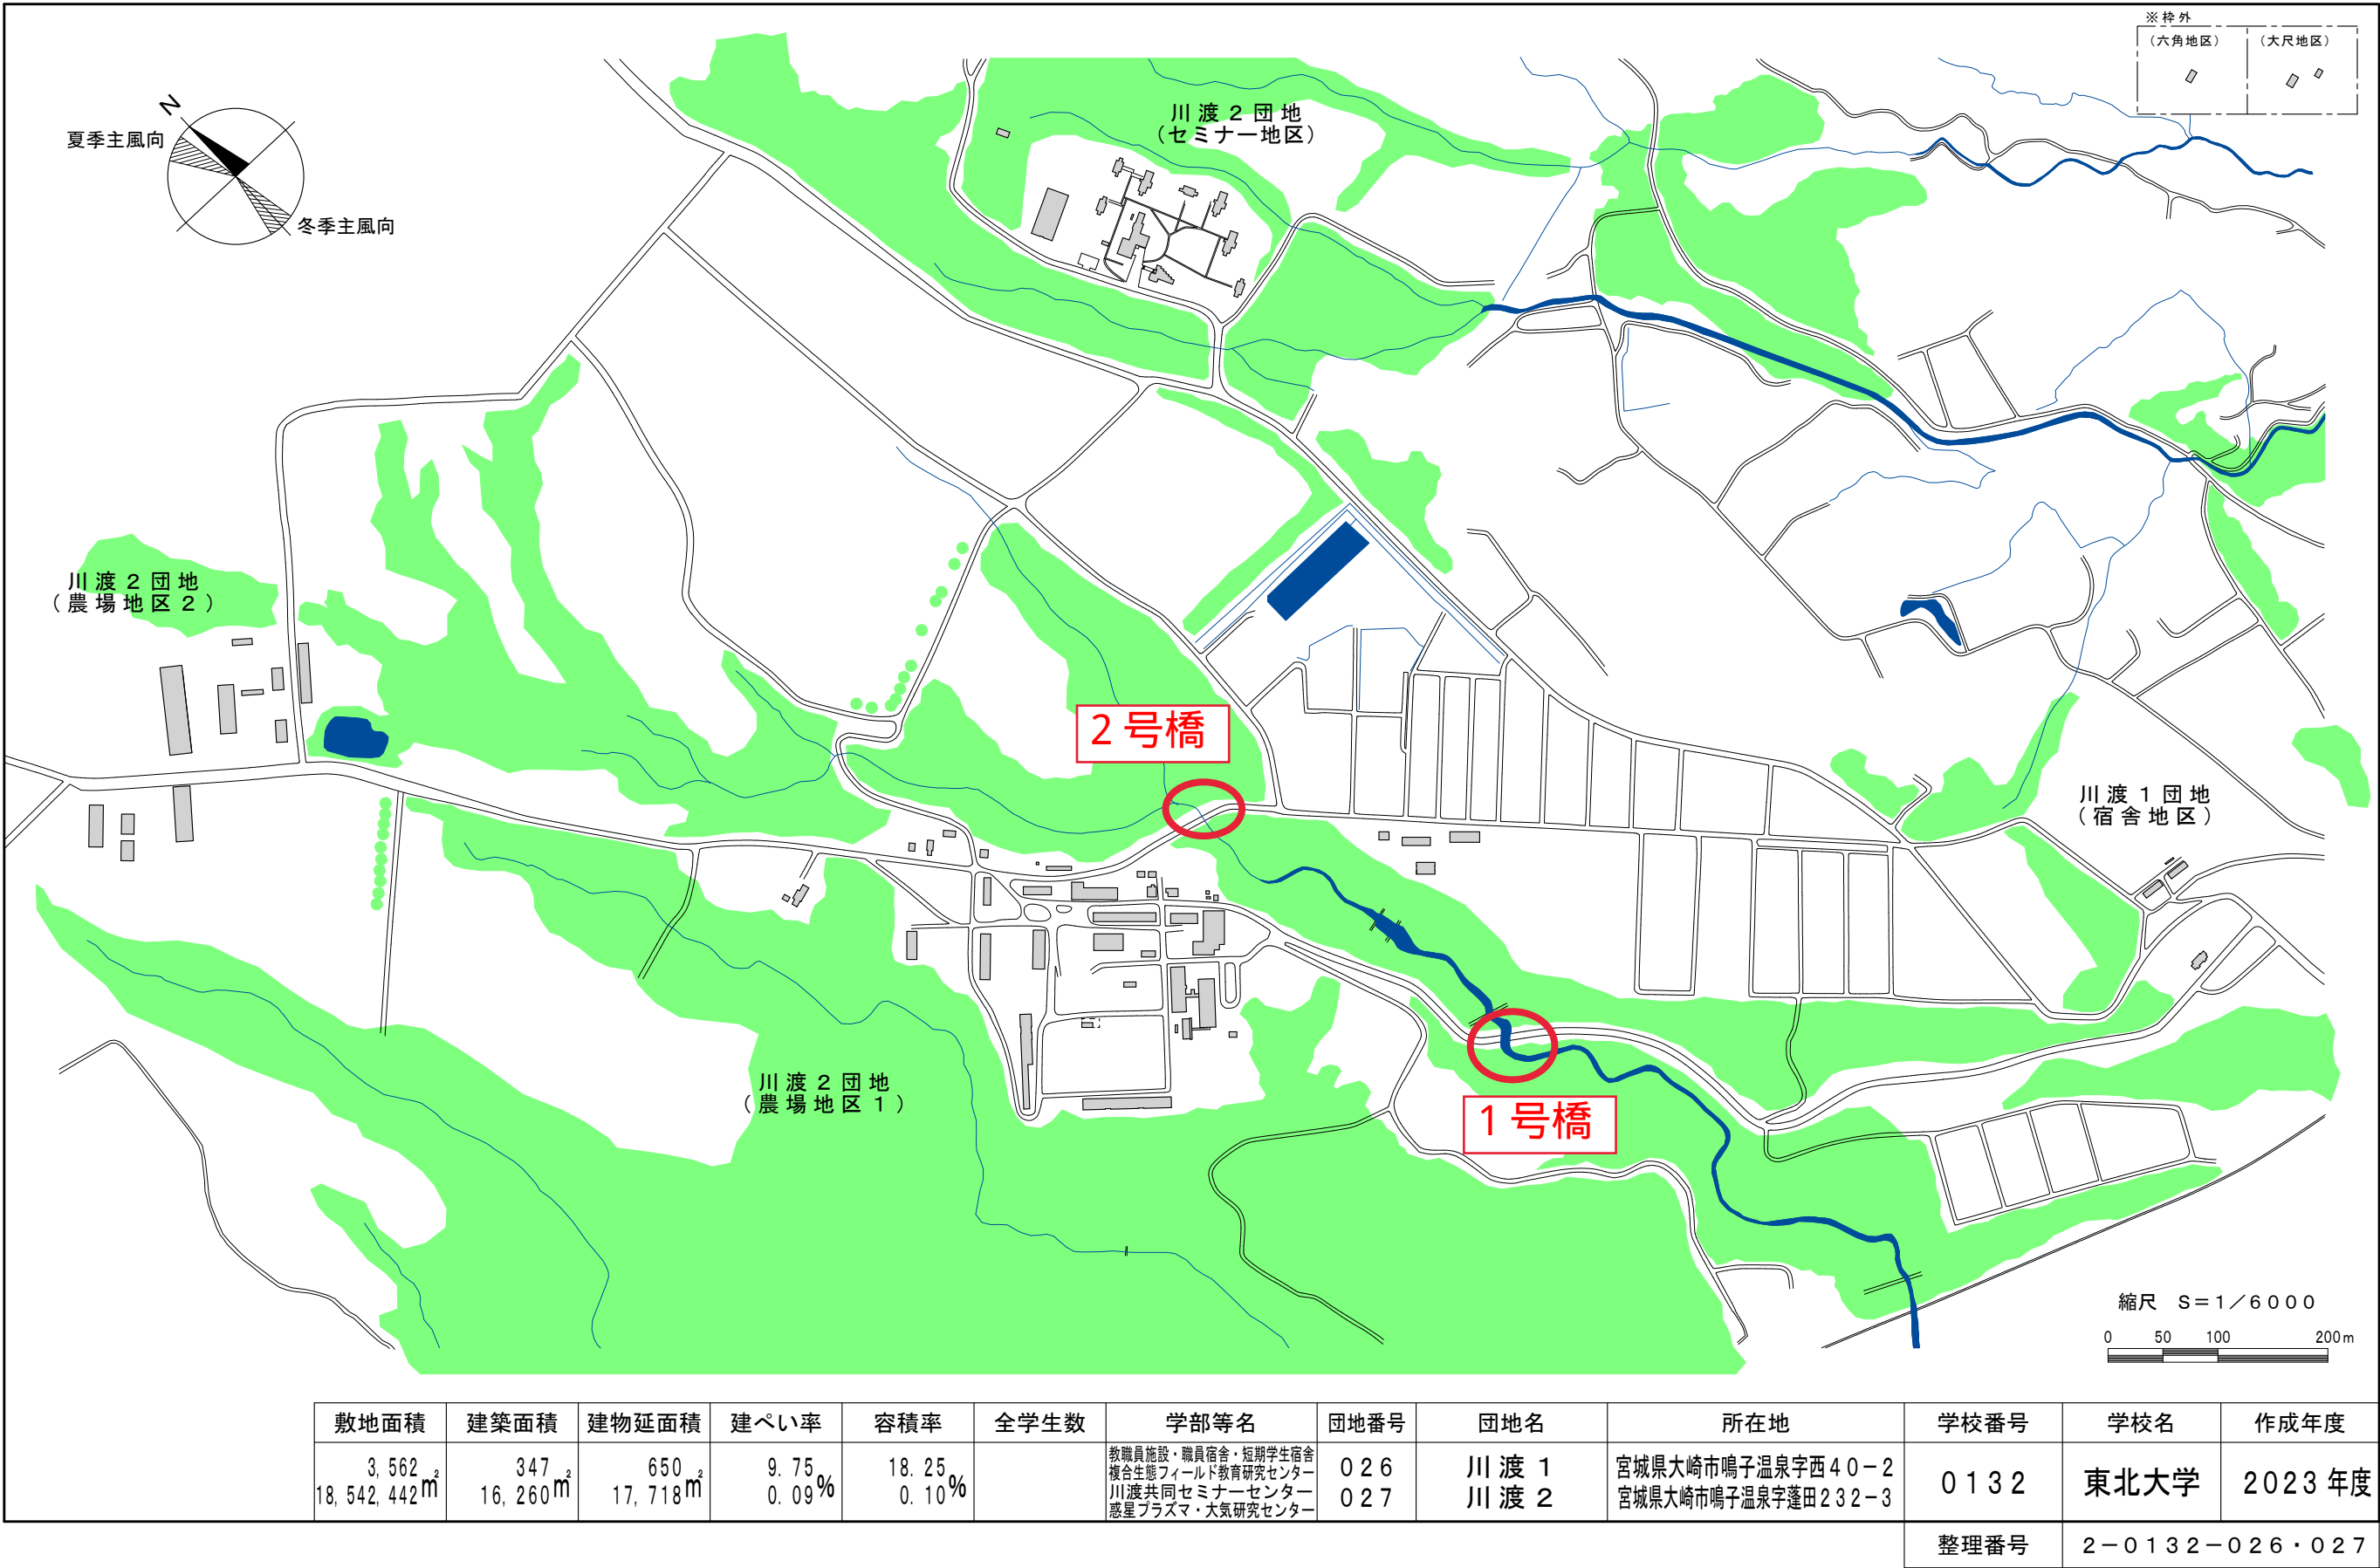 ※枠外
(六角地区) (大尺地区)
N
夏季主風向
冬季主風向
川渡2団地
(セミナー地区)
川渡2団地
(農場地区2)
2号橋
川渡1団地
(宿舎地区)
川渡2団地
(農場地区1)
1号橋
縮尺 S=1/6000
0 50 100 200m
敷地面積 建築面積 建物延面積 建ぺい率 容積率 全学生数 学部等名 団地番号 団地名 所在地 学校番号 学校名 作成年度
3,562 347 650 9.75 18.25 教職員施設・職員宿舎・短期学生宿舎 026 川渡1 宮城県大崎市鳴子温泉字西40-2 0132 東北大学 2023年度
18,542,442㎡ 16,260㎡ 17,718㎡ 0.09% 0.10% 複合生態フィールド教育研究センター 027 川渡2 宮城県大崎市鳴子温泉字蓬田232-3
川渡共同セミナーセンター
惑星プラズマ・大気研究センター
整理番号 2-0132-026・027